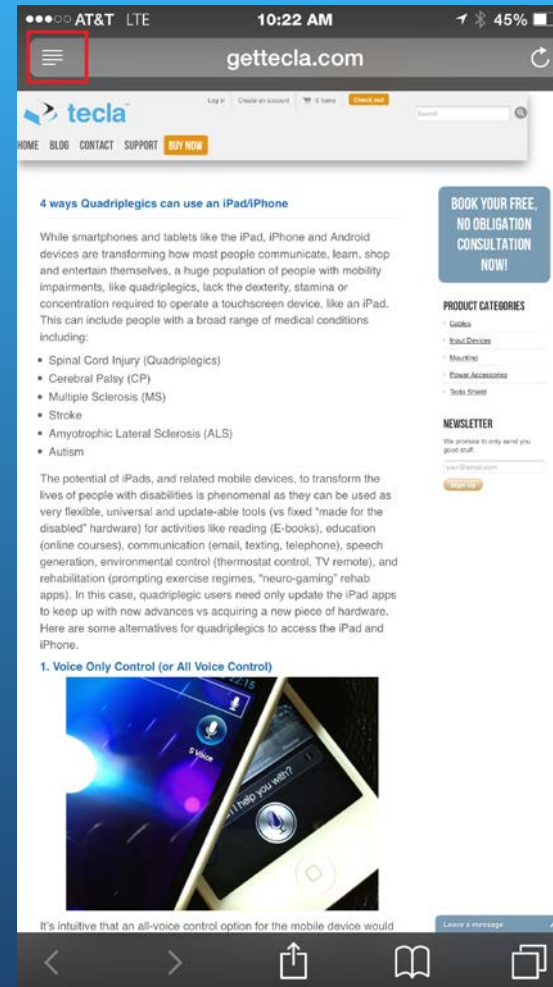 AT&T LTE 10:22 AM 45%
gettecla.com
tecla
Log in Create an account 0 items Check out
Search
HOME BLOG CONTACT SUPPORT BUY NOW
4 ways Quadriplegics can use an iPad/iPhone
While smartphones and tablets like the iPad, iPhone and Android
devices are transforming how most people communicate, learn, shop
and entertain themselves, a huge population of people with mobility
impairments, like quadriplegics, lack the dexterity, stamina or
concentration required to operate a touchscreen device, like an iPad.
This can include people with a broad range of medical conditions
including:
• Spinal Cord Injury (Quadriplegics)
• Cerebral Palsy (CP)
• Multiple Sclerosis (MS)
• Stroke
• Amyotrophic Lateral Sclerosis (ALS)
• Autism
The potential of iPads, and related mobile devices, to transform the
lives of people with disabilities is phenomenal as they can be used as
very flexible, universal and update-able tools (vs fixed "made for the
disabled" hardware) for activities like reading (E-books), education
(online courses), communication (email, texting, telephone), speech
generation, environmental control (thermostat control, TV remote), and
rehabilitation (prompting exercise regimes, "neuro-gaming" rehab
apps). In this case, quadriplegic users need only update the iPad apps
to keep up with new advances vs acquiring a new piece of hardware.
Here are some alternatives for quadriplegics to access the iPad and
iPhone.
1. Voice Only Control (or All Voice Control)
22:15
S Voice
I help you with?
It's intuitive that an all-voice control option for the mobile device would
BOOK YOUR FREE,
NO OBLIGATION
CONSULTATION
NOW!
PRODUCT CATEGORIES
Cables
Input Devices
Mounting
Power Accessories
Tecla Shield
NEWSLETTER
We promise to only send you
good stuff.
your@email.com
Sign Up
Leave a message